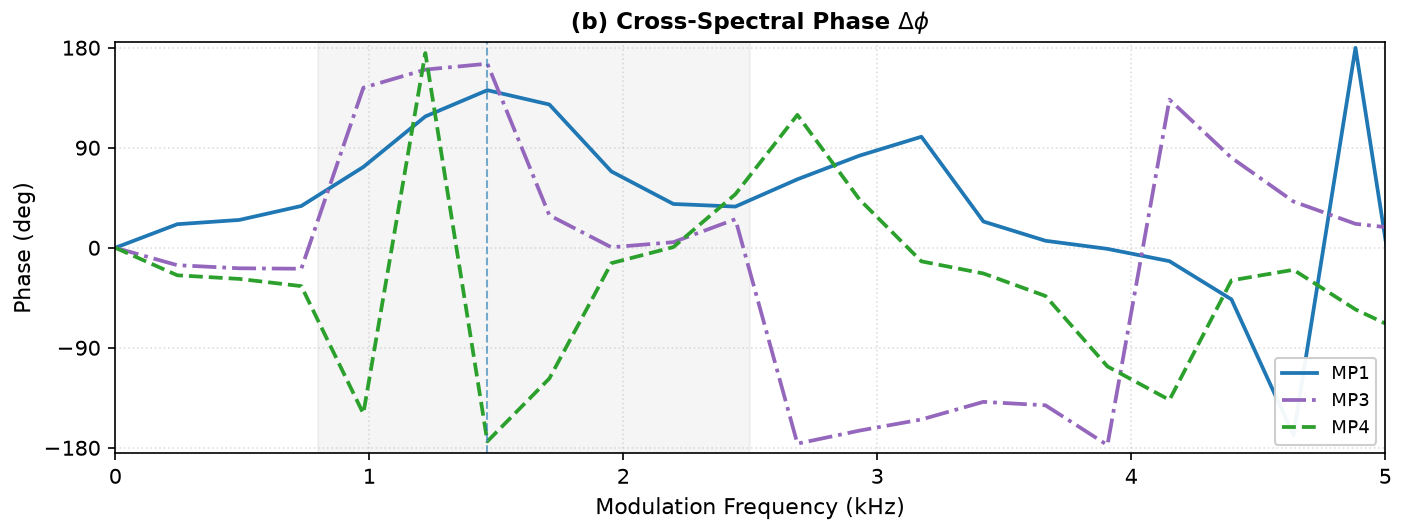 (b) Cross-Spectral Phase Δϕ
Phase (deg)
180
90
0
−90
−180
0 1 2 3 4 5
Modulation Frequency (kHz)
MP1
MP3
MP4